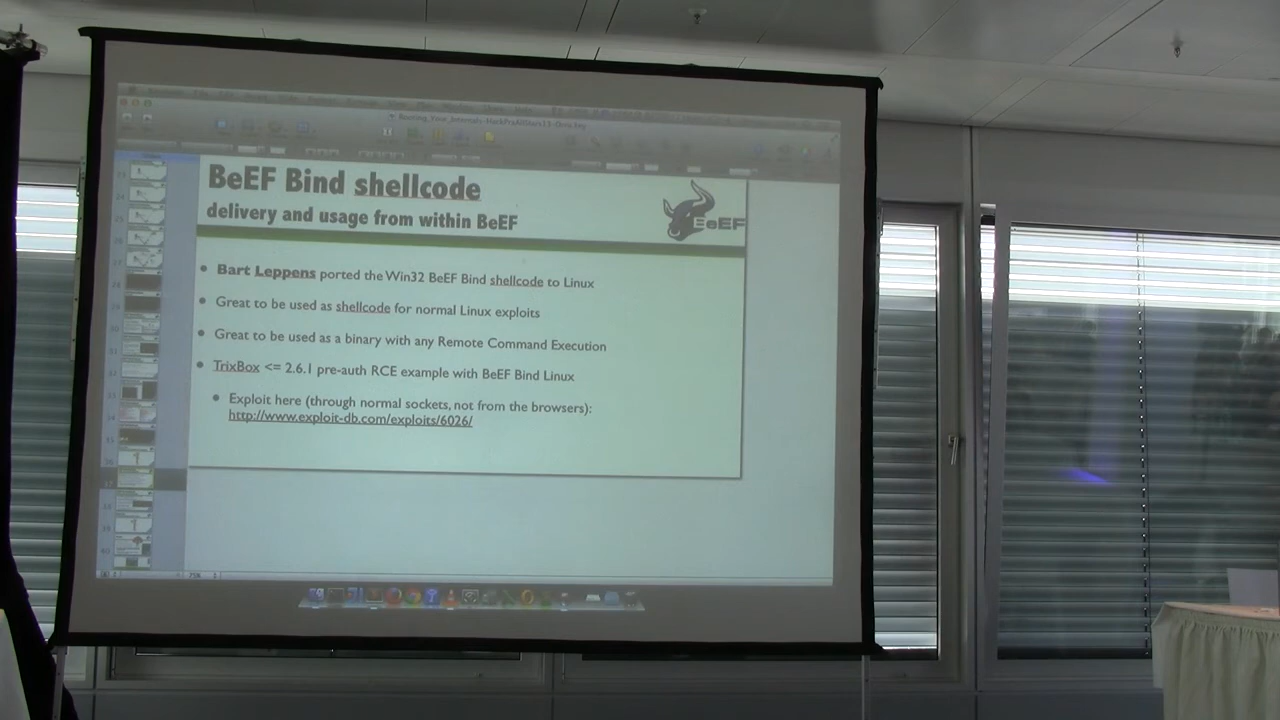 BeEF Bind shellcode
delivery and usage from within BeEF
BeEF
• Bart Leppens ported the Win32 BeEF Bind shellcode to Linux
• Great to be used as shellcode for normal Linux exploits
• Great to be used as a binary with any Remote Command Execution
• TrixBox <= 2.6.1 pre-auth RCE example with BeEF Bind Linux
• Exploit here (through normal sockets, not from the browsers):
http://www.exploit-db.com/exploits/6026/
75%